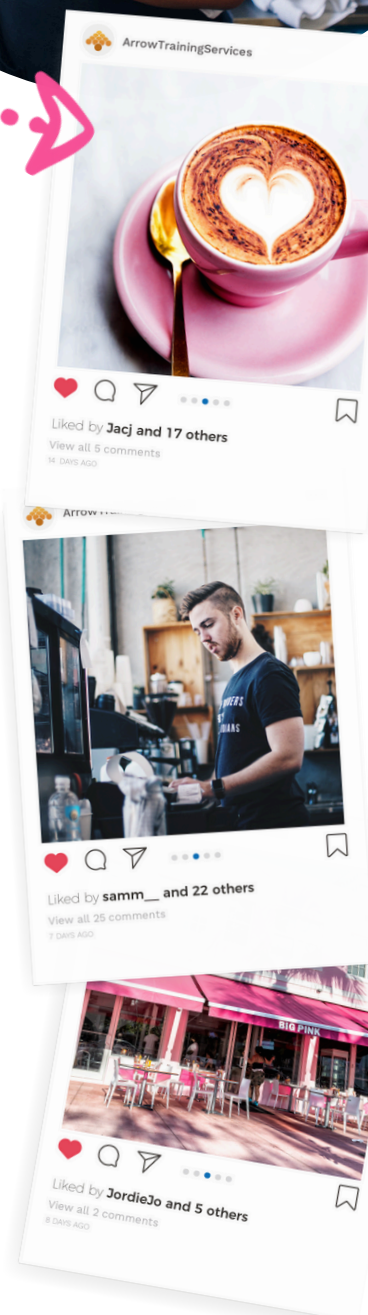 ArrowTrainingServices
Liked by Jacj and 17 others
View all 5 comments
14 DAYS AGO
Liked by samm__ and 22 others
View all 25 comments
7 DAYS AGO
BIG PINK
Liked by JordieJo and 5 others
View all 2 comments
8 DAYS AGO